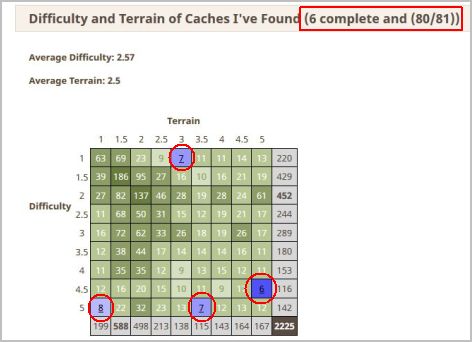 Difficulty and Terrain of Caches I've Found (6 complete and (80/81))
Average Difficulty: 2.57
Average Terrain: 2.5
Terrain
1 1.5 2 2.5 3 3.5 4 4.5 5
1 63 69 23 9 7 11 11 14 13 220
1.5 39 186 95 27 16 10 16 21 19 429
Difficulty
2 27 82 137 46 28 19 28 24 61 452
2.5 11 68 50 31 15 12 19 21 17 244
3 16 72 62 33 26 18 19 26 17 289
3.5 12 38 44 17 14 14 14 16 11 180
4 11 35 35 12 9 13 15 12 11 153
4.5 12 16 20 15 10 11 9 6 116
5 8 22 32 23 13 7 12 13 12 142
199 588 498 213 138 115 143 164 167 2225